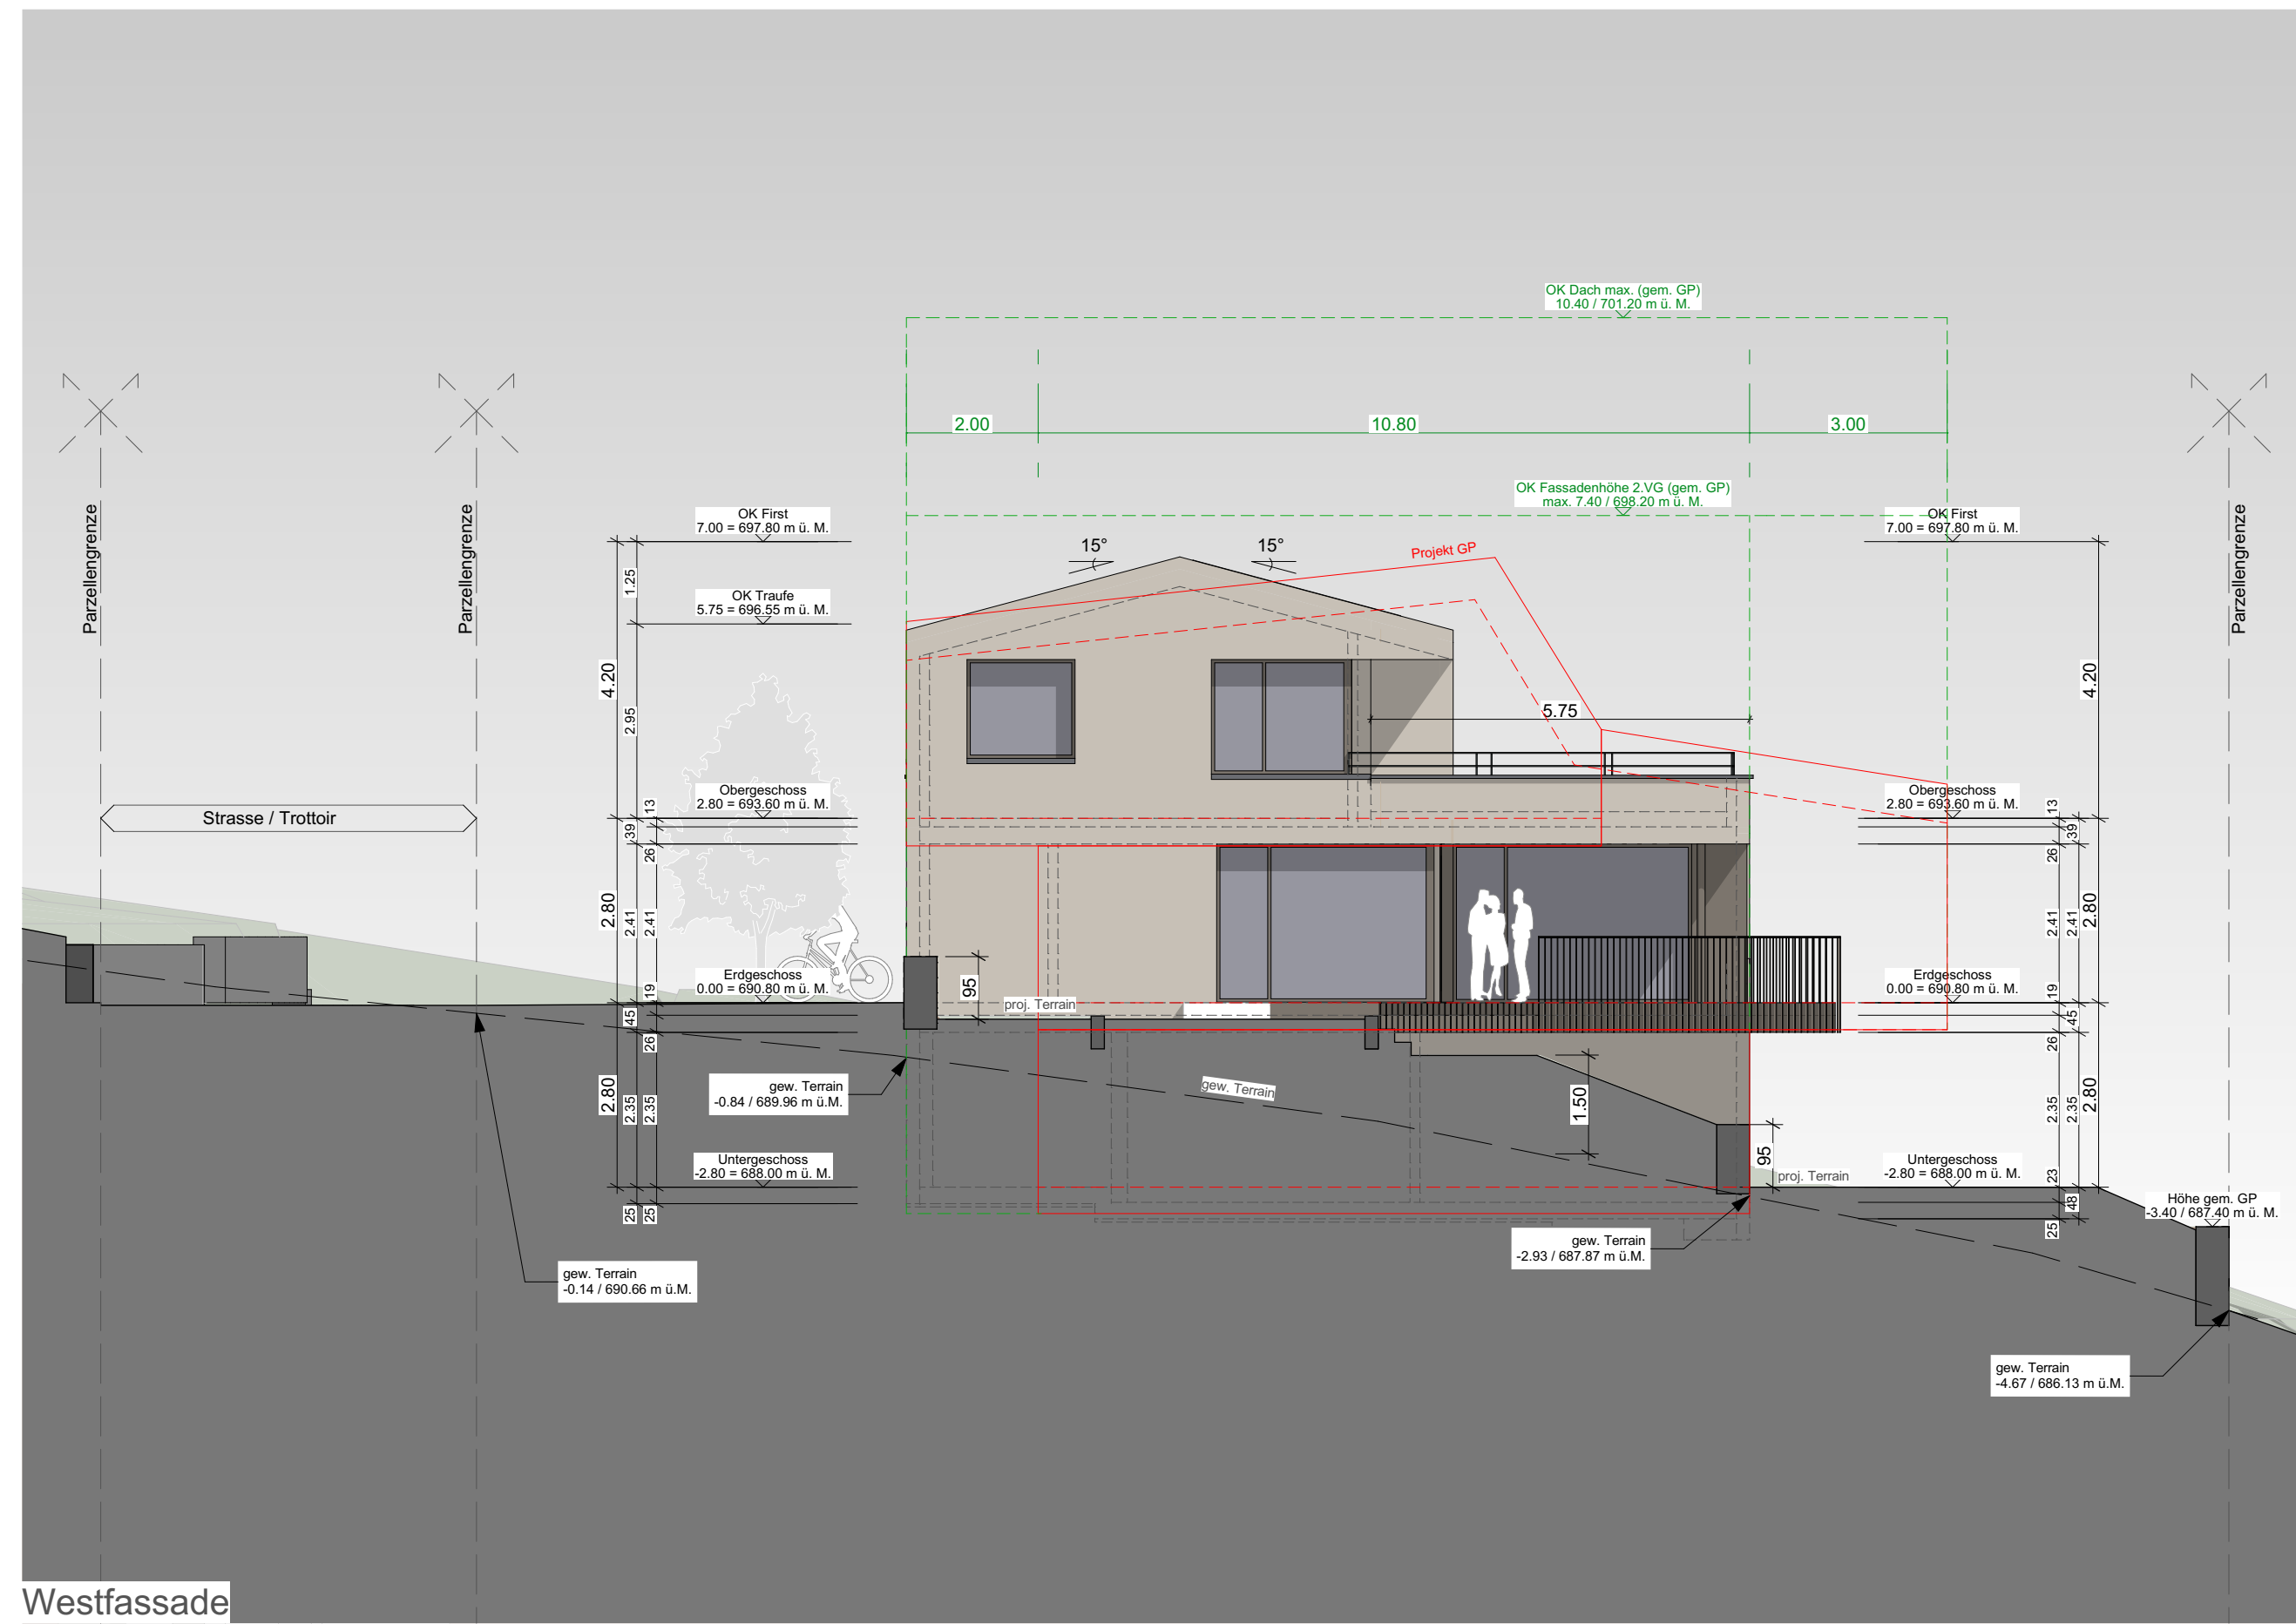 OK Dach max. (gem. GP)
10.40 / 701.20 m ü. M.
2.00
10.80
3.00
OK Fassadenhöhe 2.VG (gem. GP)
max. 7.40 / 698.20 m ü. M.
Parzellengrenze
Parzellengrenze
Parzellengrenze
OK First
7.00 = 697.80 m ü. M.
OK First
7.00 = 697.80 m ü. M.
15°
15°
Projekt GP
1.25
OK Traufe
5.75 = 696.55 m ü. M.
4.20
2.95
4.20
5.75
Obergeschoss
2.80 = 693.60 m ü. M.
Obergeschoss
2.80 = 693.60 m ü. M.
Strasse / Trottoir
13
39
26
13
39
26
2.80
2.41
2.41
2.41
2.41
2.80
Erdgeschoss
0.00 = 690.80 m ü. M.
Erdgeschoss
0.00 = 690.80 m ü. M.
95
proj. Terrain
19
45
26
19
45
26
gew. Terrain
-0.84 / 689.96 m ü.M.
gew. Terrain
1.50
2.80
2.35
2.35
2.35
2.35
2.80
95
Untergeschoss
-2.80 = 688.00 m ü. M.
proj. Terrain
Untergeschoss
-2.80 = 688.00 m ü. M.
25
25
23
48
25
Höhe gem. GP
-3.40 / 687.40 m ü. M.
gew. Terrain
-2.93 / 687.87 m ü.M.
gew. Terrain
-0.14 / 690.66 m ü.M.
gew. Terrain
-4.67 / 686.13 m ü.M.
Westfassade